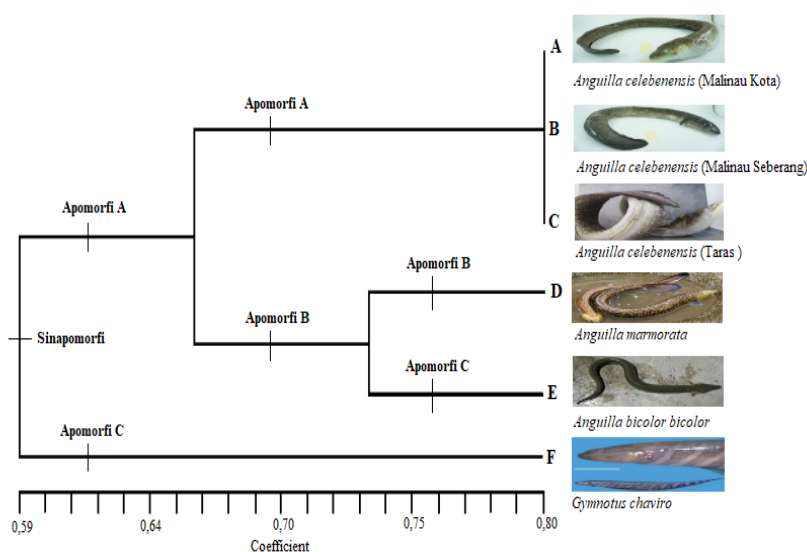 A
Anguilla celebenensis (Malinau Kota)
Apomorfi A
B
Anguilla celebenensis (Malinau Seberang)
Apomorfi A
C
Anguilla celebenensis (Taras )
Apomorfi B
D
Anguilla marmorata
Apomorfi B
Sinapomorfi
Apomorfi C
E
Anguilla bicolor bicolor
Apomorfi C
F
Gymnotus chaviro
0,59 0,64 0,70 0,75 0,80
Coefficient